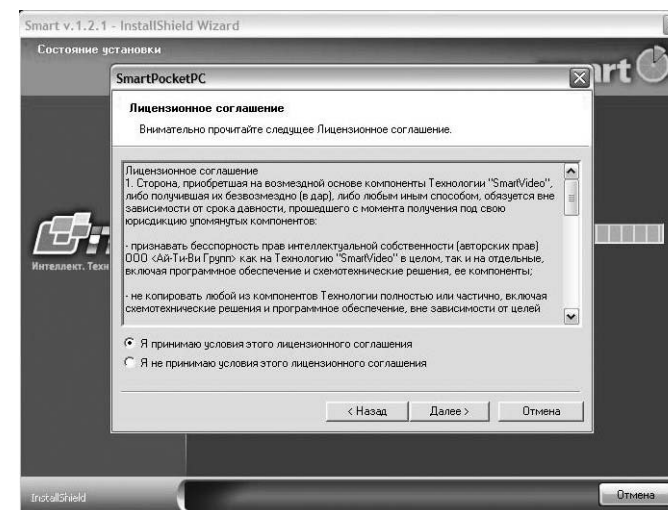 Smart v.1.2.1 - InstallShield Wizard
Состояние установки
SmartPocketPC
Лицензионное соглашение
Внимательно прочитайте следущее Лицензионное соглашение.
Лицензионное соглашение
1. Сторона, приобретшая на возмездной основе компоненты Технологии "SmartVideo",
либо получившая их безвозмездно (в дар), либо любым иным способом, обязуется вне
зависимости от срока давности, прошедшего с момента получения под свою
юрисдикцию упомянутых компонентов:
- признавать бесспорность прав интеллектуальной собственности (авторских прав)
ООО <Ай-Ти-Ви Групп> как на Технологию "SmartVideo" в целом, так и на отдельные,
включая программное обеспечение и схемотехнические решения, ее компоненты;
- не копировать любой из компонентов Технологии полностью или частично, включая
схемотехнические решения и программное обеспечение, вне зависимости от целей
Я принимаю условия этого лицензионного соглашения
Я не принимаю условия этого лицензионного соглашения
< Назад
Далее >
Отмена
rt
Интеллект. Техн
InstallShield
Отмена